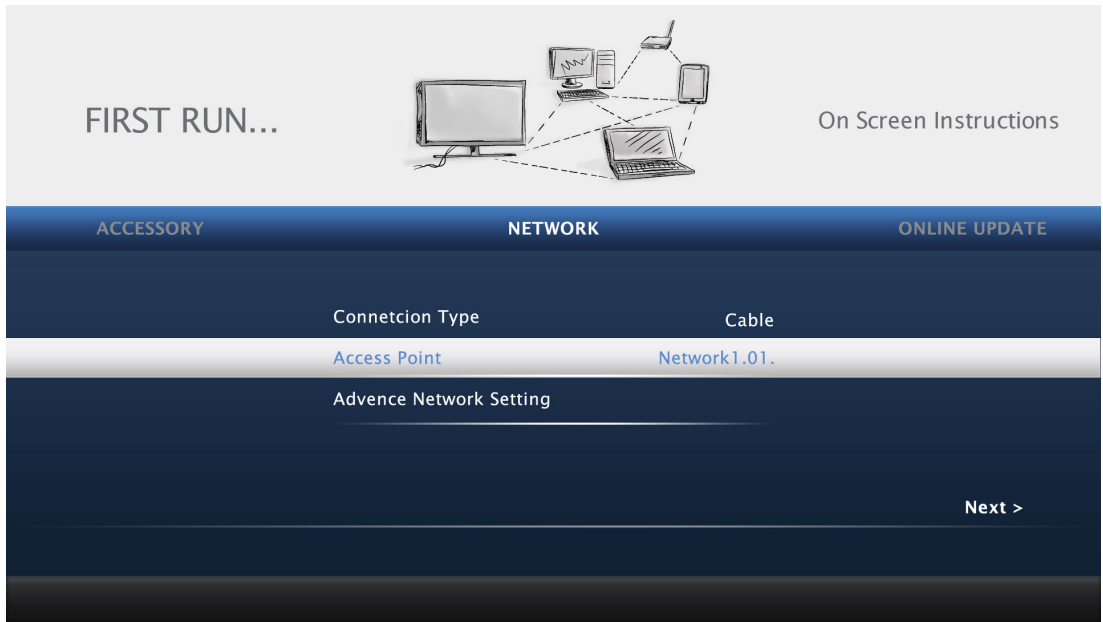 FIRST RUN...
On Screen Instructions
ACCESSORY NETWORK ONLINE UPDATE
Connetcion Type Cable
Access Point Network1.01.
Advence Network Setting
Next >